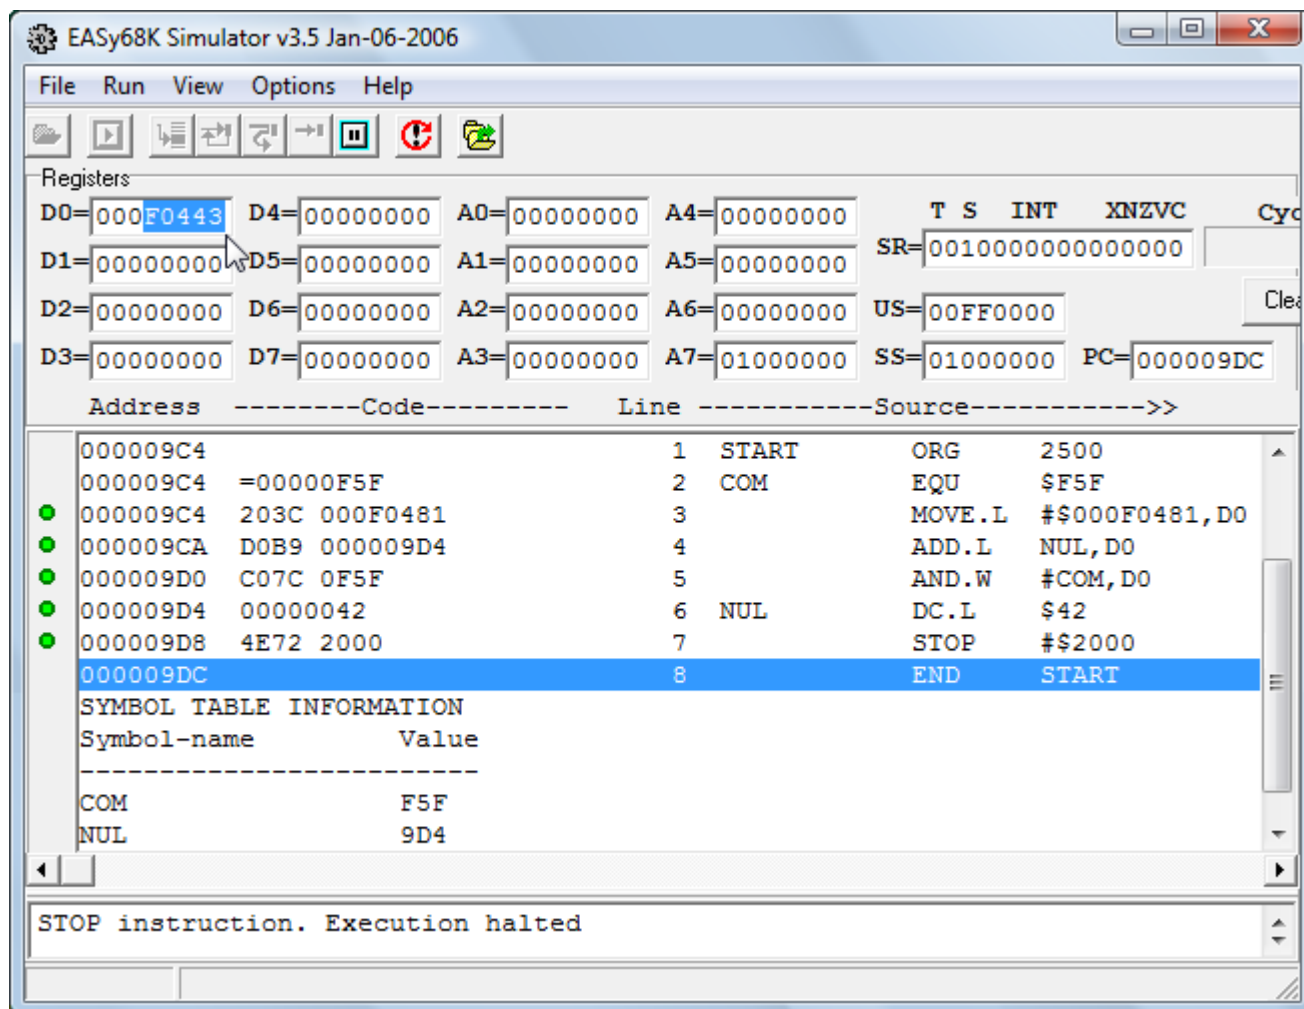 EASy68K Simulator v3.5 Jan-06-2006
File Run View Options Help
Registers
D0= 000F0443 D4= 00000000 A0= 00000000 A4= 00000000 T S INT XNZVC Cyc
D1= 00000000 D5= 00000000 A1= 00000000 A5= 00000000 SR= 0010000000000000
D2= 00000000 D6= 00000000 A2= 00000000 A6= 00000000 US= 00FF0000 Clea
D3= 00000000 D7= 00000000 A3= 00000000 A7= 01000000 SS= 01000000 PC= 000009DC
Address --------Code--------- Line -----------Source----------->>
000009C4 1 START ORG 2500
000009C4 =00000F5F 2 COM EQU $F5F
000009C4 203C 000F0481 3 MOVE.L #$000F0481,D0
000009CA D0B9 000009D4 4 ADD.L NUL,D0
000009D0 C07C 0F5F 5 AND.W #COM,D0
000009D4 00000042 6 NUL DC.L $42
000009D8 4E72 2000 7 STOP #$2000
000009DC 8 END START
SYMBOL TABLE INFORMATION
Symbol-name Value
-------------------------
COM F5F
NUL 9D4
STOP instruction. Execution halted